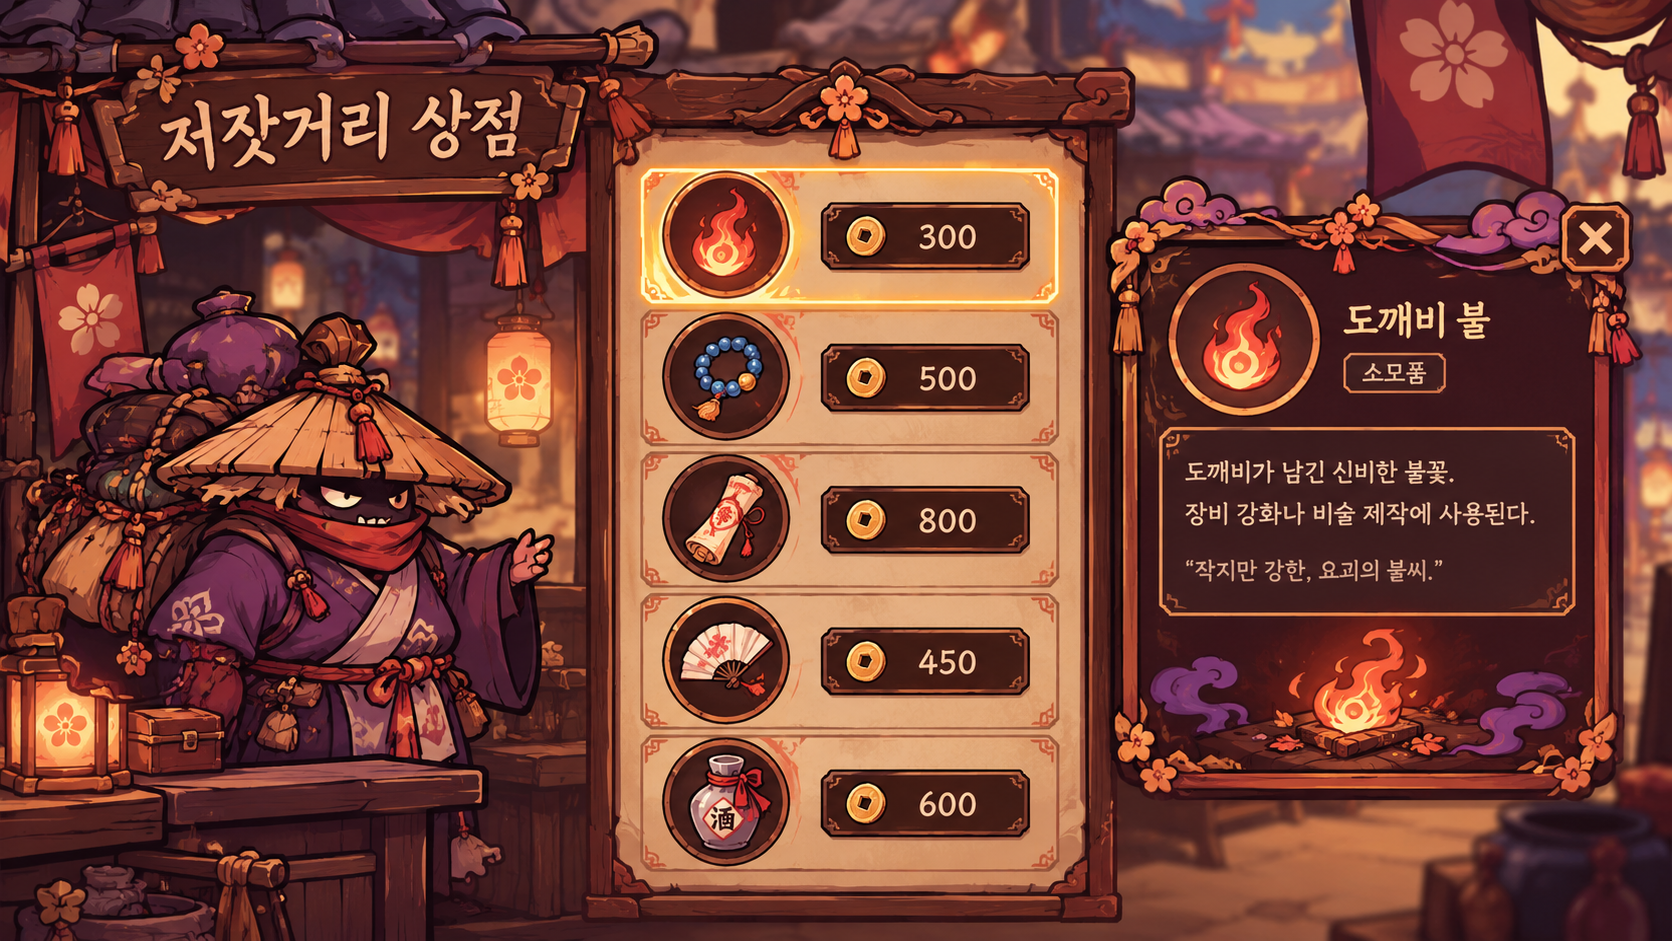 저잣거리 상점
300
500
800
450
酒
600
도깨비 불
소모품
도깨비가 남긴 신비한 불꽃.
장비 강화나 비술 제작에 사용된다.
“작지만 강한, 요괴의 불씨.”